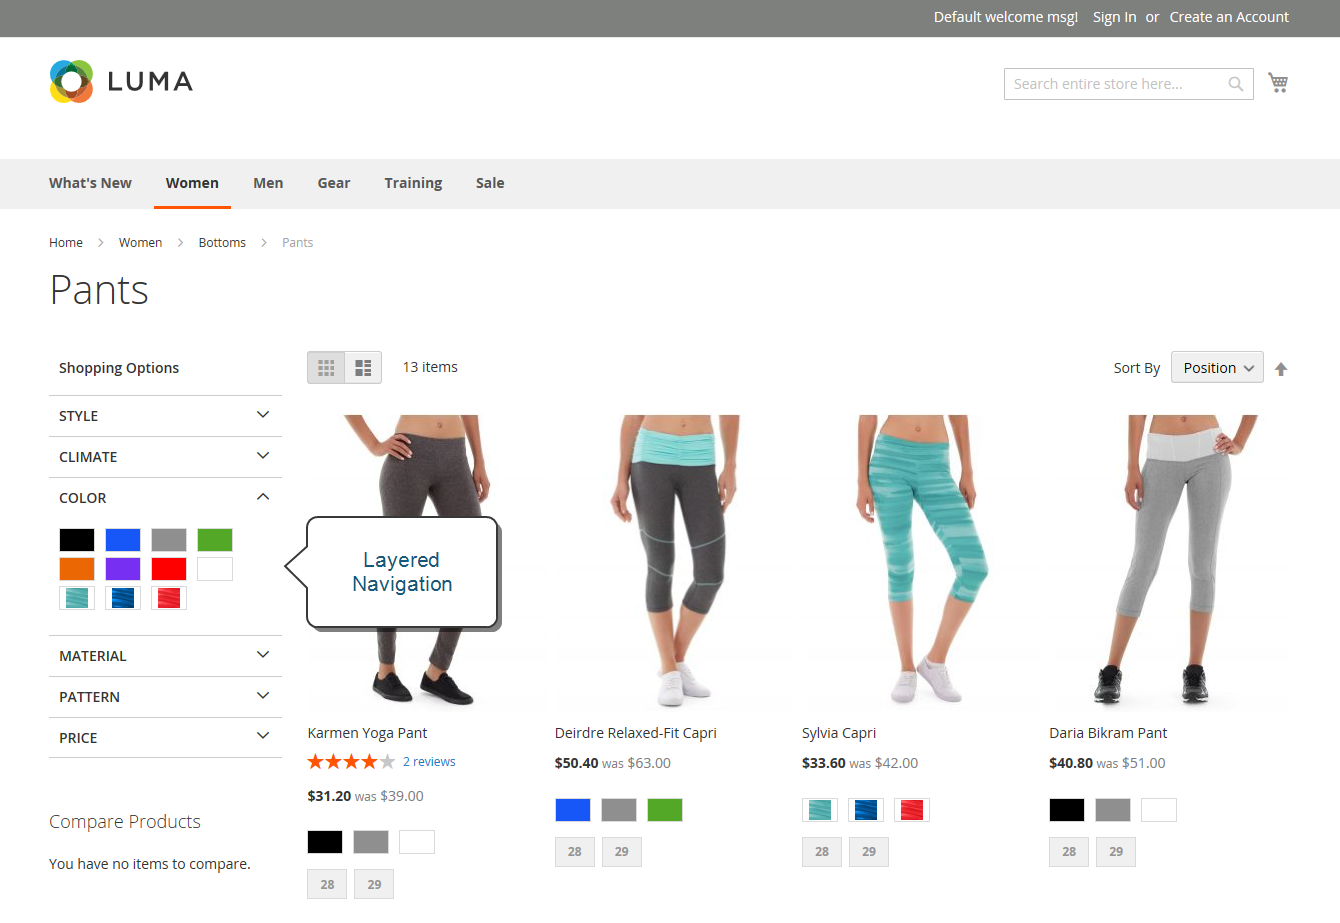 Default welcome msg! Sign In or Create an Account
LUMA
Search entire store here...
What's New Women Men Gear Training Sale
Home Women Bottoms Pants
Pants
Shopping Options
STYLE
CLIMATE
COLOR
MATERIAL
PATTERN
PRICE
Compare Products
You have no items to compare.
13 items
Sort By Position
Layered
Navigation
Karmen Yoga Pant
2 reviews
$31.20 was $39.00
28 29
Deirdre Relaxed-Fit Capri
$50.40 was $63.00
28 29
Sylvia Capri
$33.60 was $42.00
28 29
Daria Bikram Pant
$40.80 was $51.00
28 29